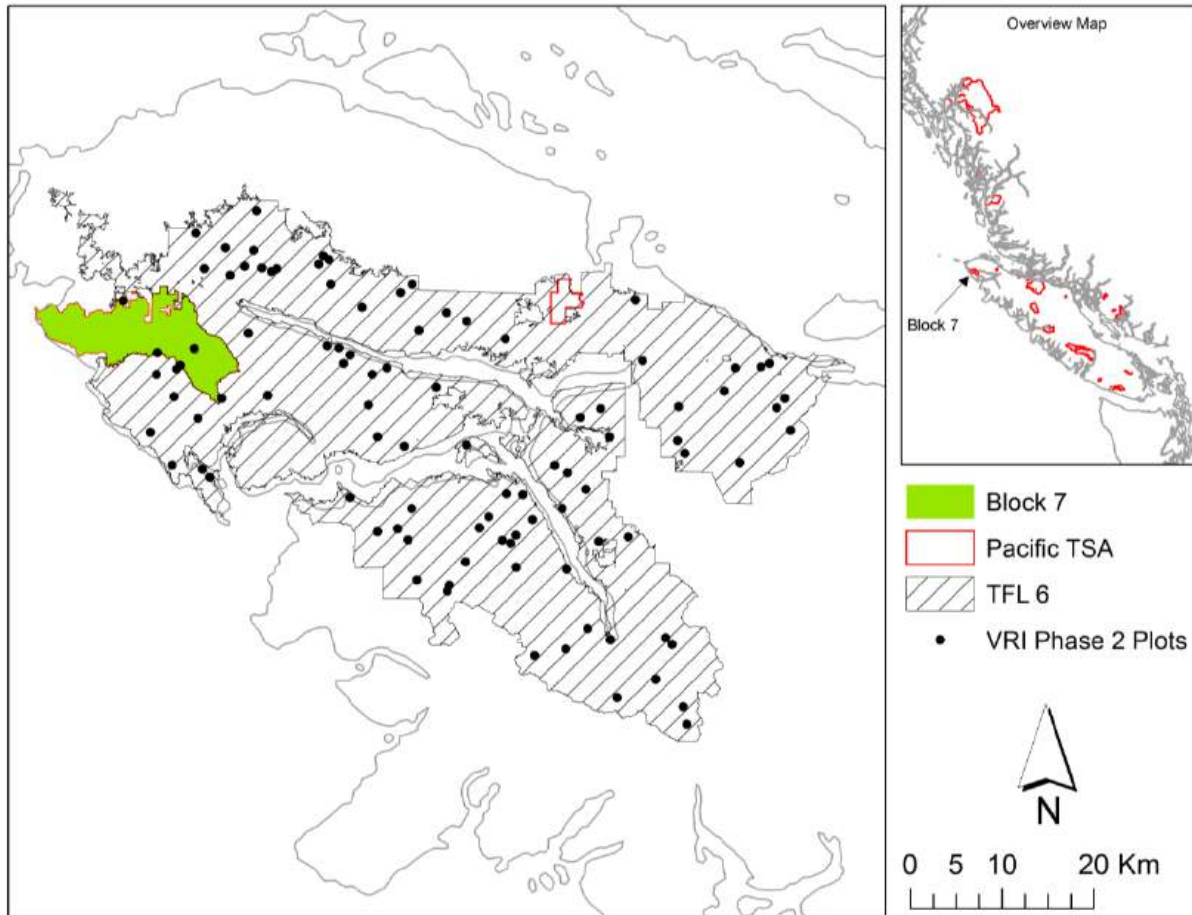 Overview Map
Block 7
Block 7
Pacific TSA
TFL 6
VRI Phase 2 Plots
N
0 5 10 20 Km